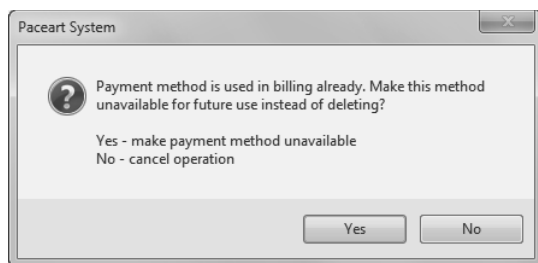 Paceart System
Payment method is used in billing already. Make this method
unavailable for future use instead of deleting?
Yes - make payment method unavailable
No - cancel operation
Yes
No